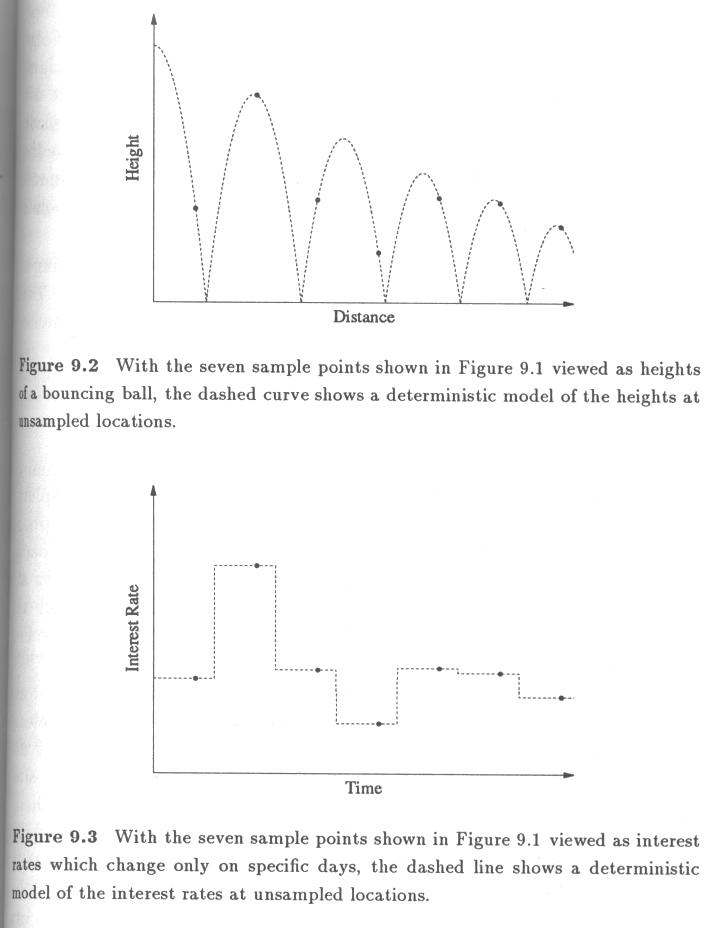 Height
Distance
Figure 9.2 With the seven sample points shown in Figure 9.1 viewed as heights
of a bouncing ball, the dashed curve shows a deterministic model of the heights at
unsampled locations.
Interest Rate
Time
Figure 9.3 With the seven sample points shown in Figure 9.1 viewed as interest
rates which change only on specific days, the dashed line shows a deterministic
model of the interest rates at unsampled locations.